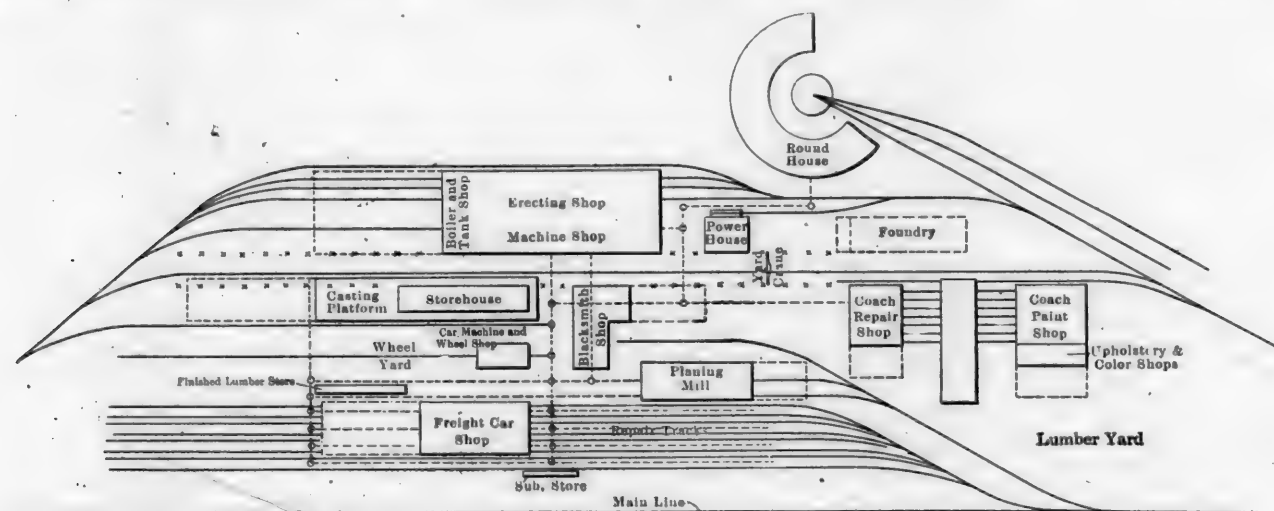 Round
House
Boiler and
Tank Shop
Erecting Shop
Machine Shop
Power
House
Foundry
Yard
Crane
Casting
Platform
Storehouse
Blacksmith
Shop
Coach
Repair
Shop
Coach
Paint
Shop
Car Machine and
Wheel Shop
Wheel
Yard
Upholstry &
Color Shops
Finished Lumber Store
Planing
Mill
Freight Car
Shop
Repair Tracks
Lumber Yard
Sub. Store
Main Line